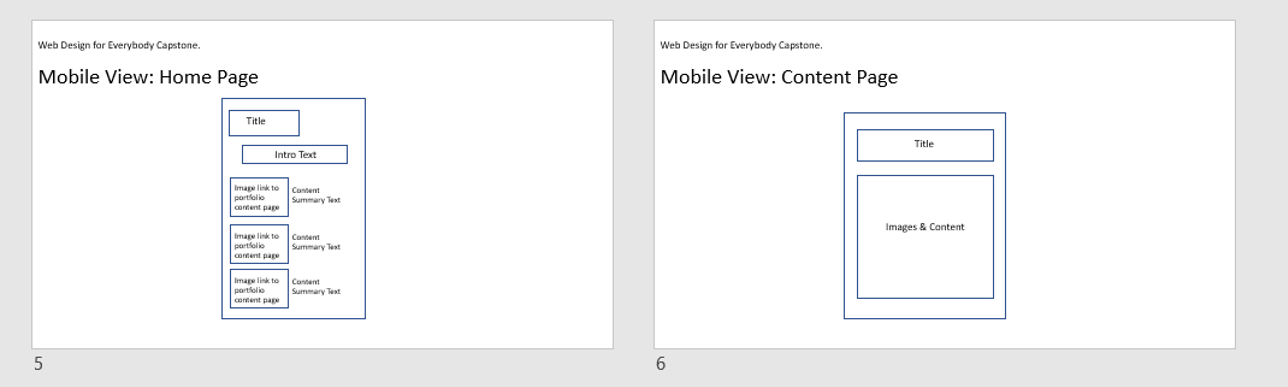 Web Design for Everybody Capstone.
Mobile View: Home Page
Title
Intro Text
Image link to
portfolio
content page
Content
Summary Text
Image link to
portfolio
content page
Content
Summary Text
Image link to
portfolio
content page
Content
Summary Text
5
Web Design for Everybody Capstone.
Mobile View: Content Page
Title
Images & Content
6